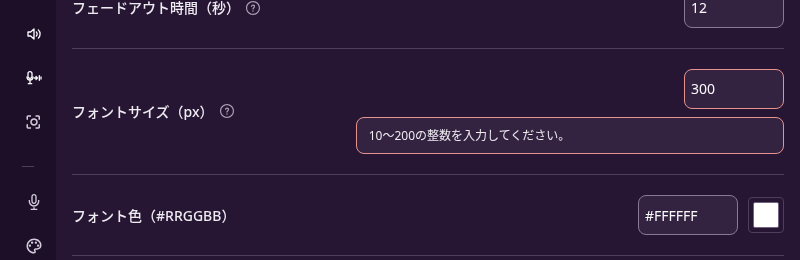 フェードアウト時間（秒） ?
12
フォントサイズ（px） ?
300
10～200の整数を入力してください。
フォント色（#RRGGBB）
#FFFFFF